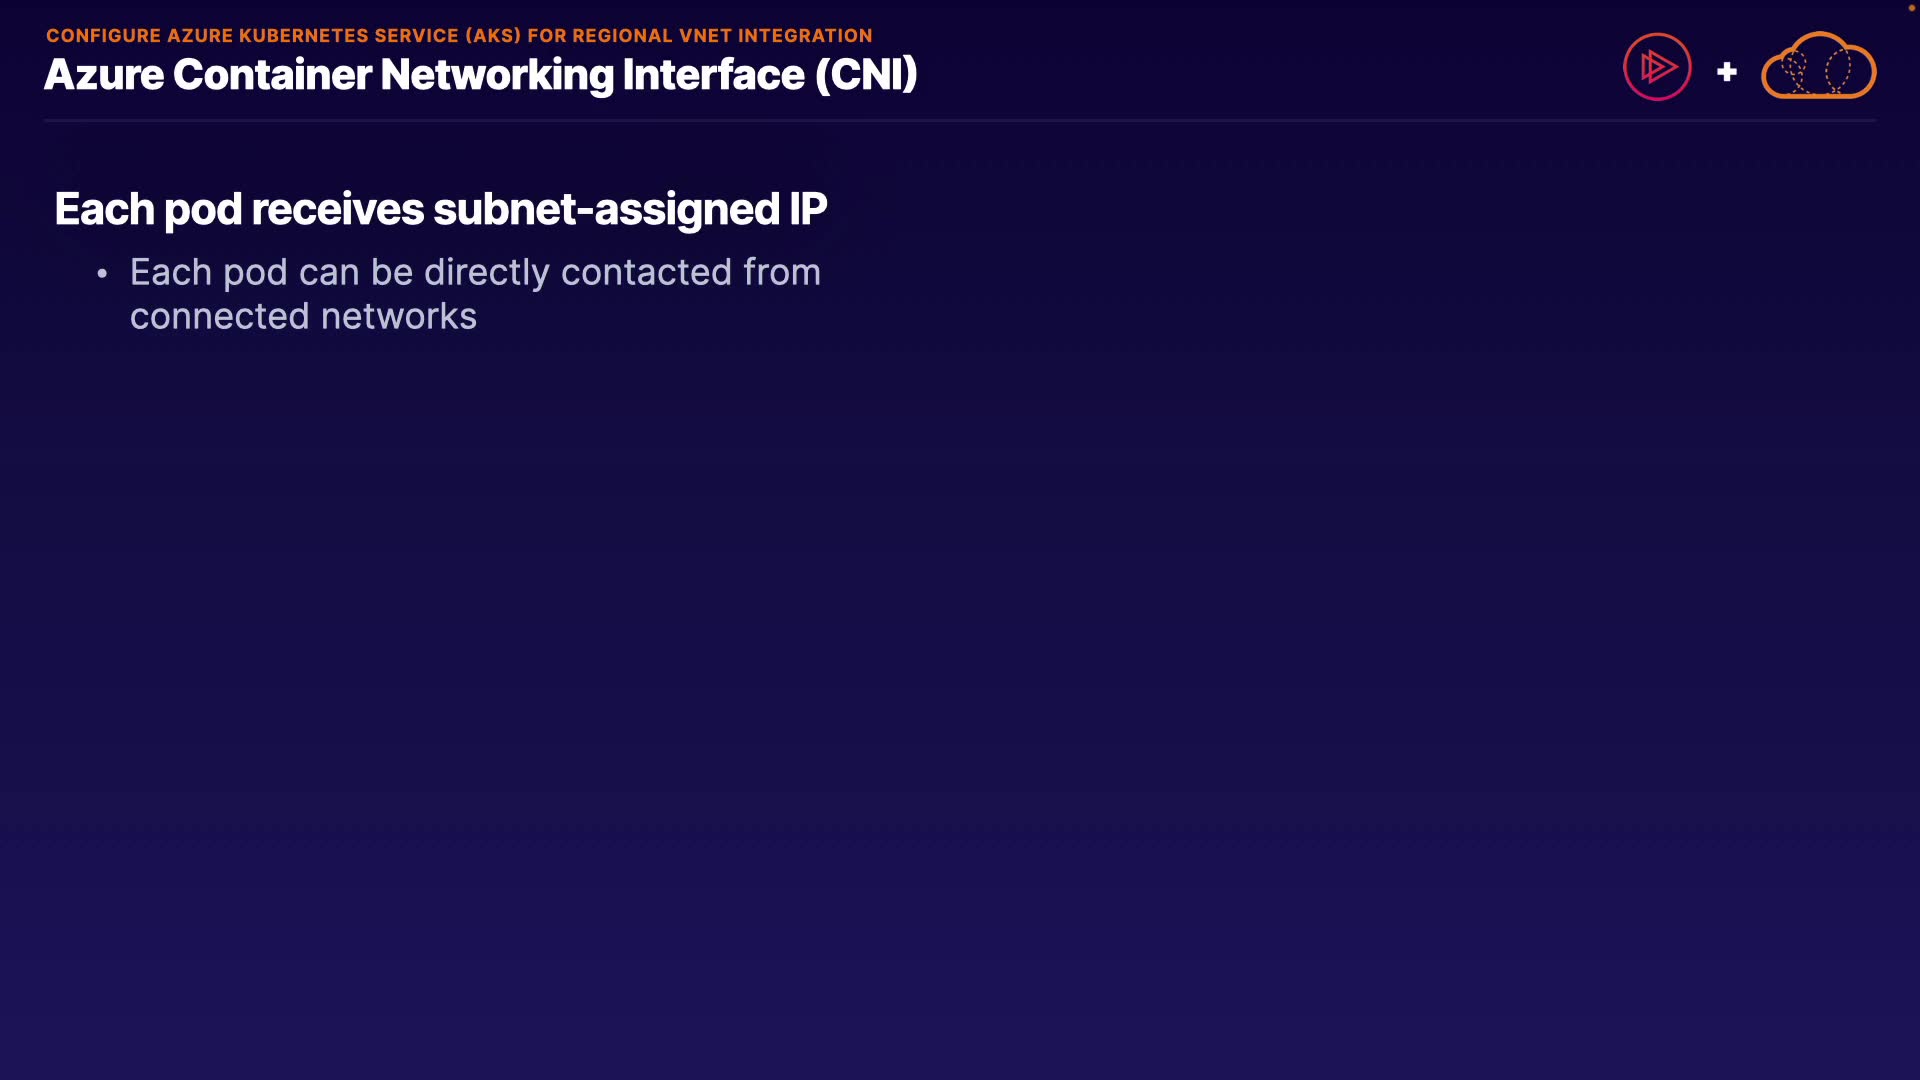 CONFIGURE AZURE KUBERNETES SERVICE (AKS) FOR REGIONAL VNET INTEGRATION
Azure Container Networking Interface (CNI)
Each pod receives subnet-assigned IP
• Each pod can be directly contacted from
connected networks